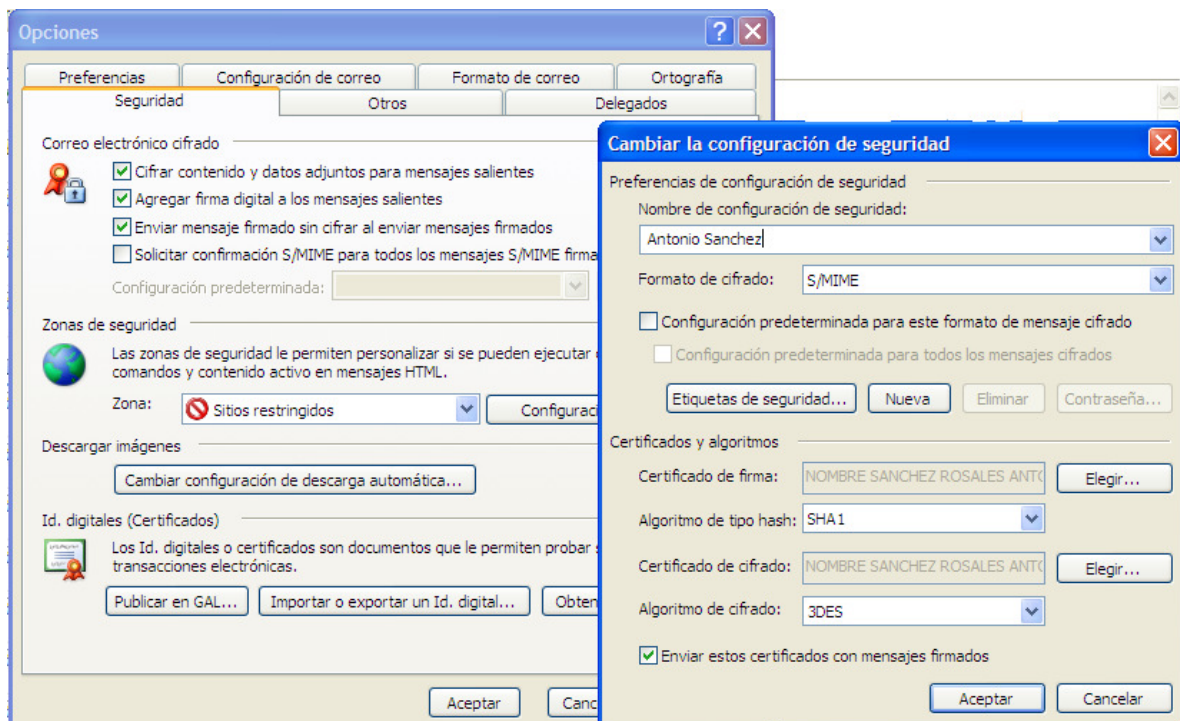 Opciones
Preferencias
Configuración de correo
Formato de correo
Ortografía
Seguridad
Otros
Delegados
Correo electrónico cifrado
Cifrar contenido y datos adjuntos para mensajes salientes
Agregar firma digital a los mensajes salientes
Enviar mensaje firmado sin cifrar al enviar mensajes firmados
Solicitar confirmación S/MIME para todos los mensajes S/MIME firma
Configuración predeterminada:
Zonas de seguridad
Las zonas de seguridad le permiten personalizar si se pueden ejecutar
comandos y contenido activo en mensajes HTML.
Zona:
Sitios restringidos
Configuraci
Descargar imágenes
Cambiar configuración de descarga automática...
Id. digitales (Certificados)
Los Id. digitales o certificados son documentos que le permiten probar
transacciones electrónicas.
Publicar en GAL...
Importar o exportar un Id. digital...
Obten
Aceptar
Canc
Cambiar la configuración de seguridad
Preferencias de configuración de seguridad
Nombre de configuración de seguridad:
Antonio Sanchez
Formato de cifrado:
S/MIME
Configuración predeterminada para este formato de mensaje cifrado
Configuración predeterminada para todos los mensajes cifrados
Etiquetas de seguridad...
Nueva
Eliminar
Contraseña...
Certificados y algoritmos
Certificado de firma:
NOMBRE SANCHEZ ROSALES ANTO
Elegir...
Algoritmo de tipo hash:
SHA1
Certificado de cifrado:
NOMBRE SANCHEZ ROSALES ANTO
Elegir...
Algoritmo de cifrado:
3DES
Enviar estos certificados con mensajes firmados
Aceptar
Cancelar